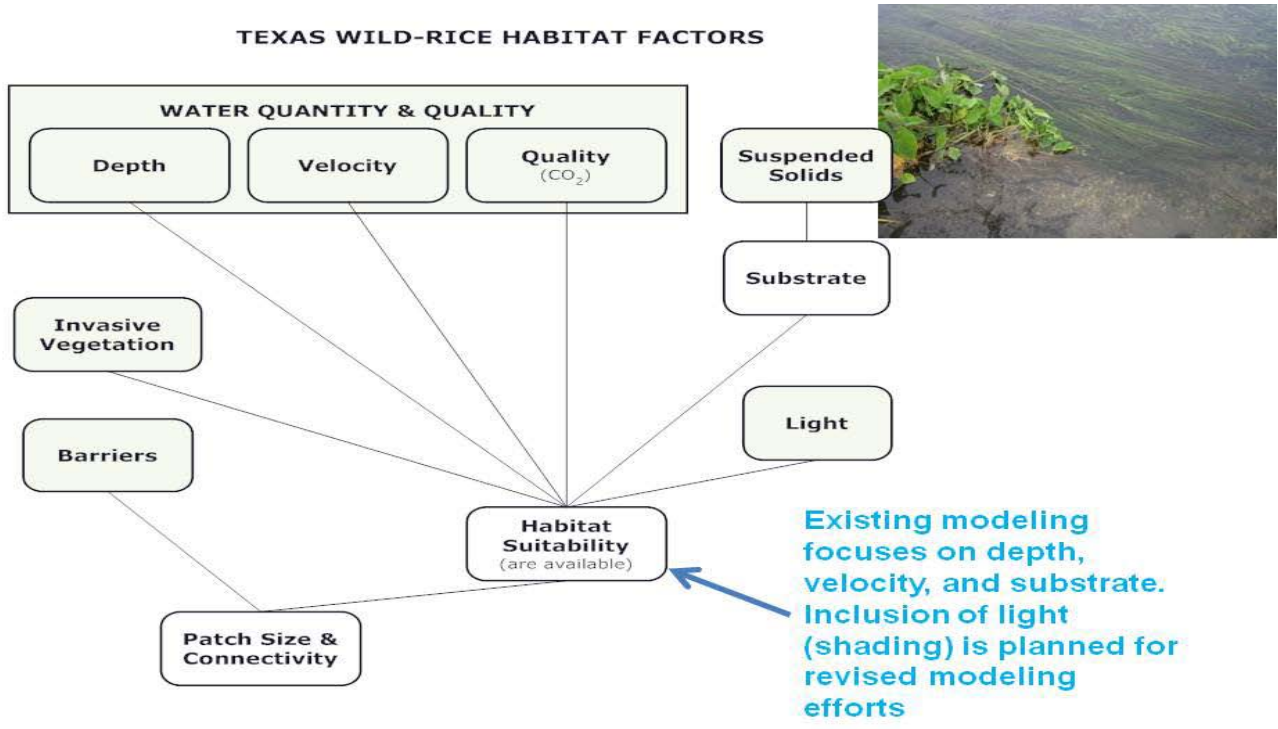 TEXAS WILD-RICE HABITAT FACTORS
WATER QUANTITY & QUALITY
Depth
Velocity
Quality
(CO₂)
Suspended
Solids
Substrate
Invasive
Vegetation
Light
Barriers
Habitat
Suitability
(are available)
Patch Size &
Connectivity
Existing modeling
focuses on depth,
velocity, and substrate.
Inclusion of light
(shading) is planned for
revised modeling
efforts